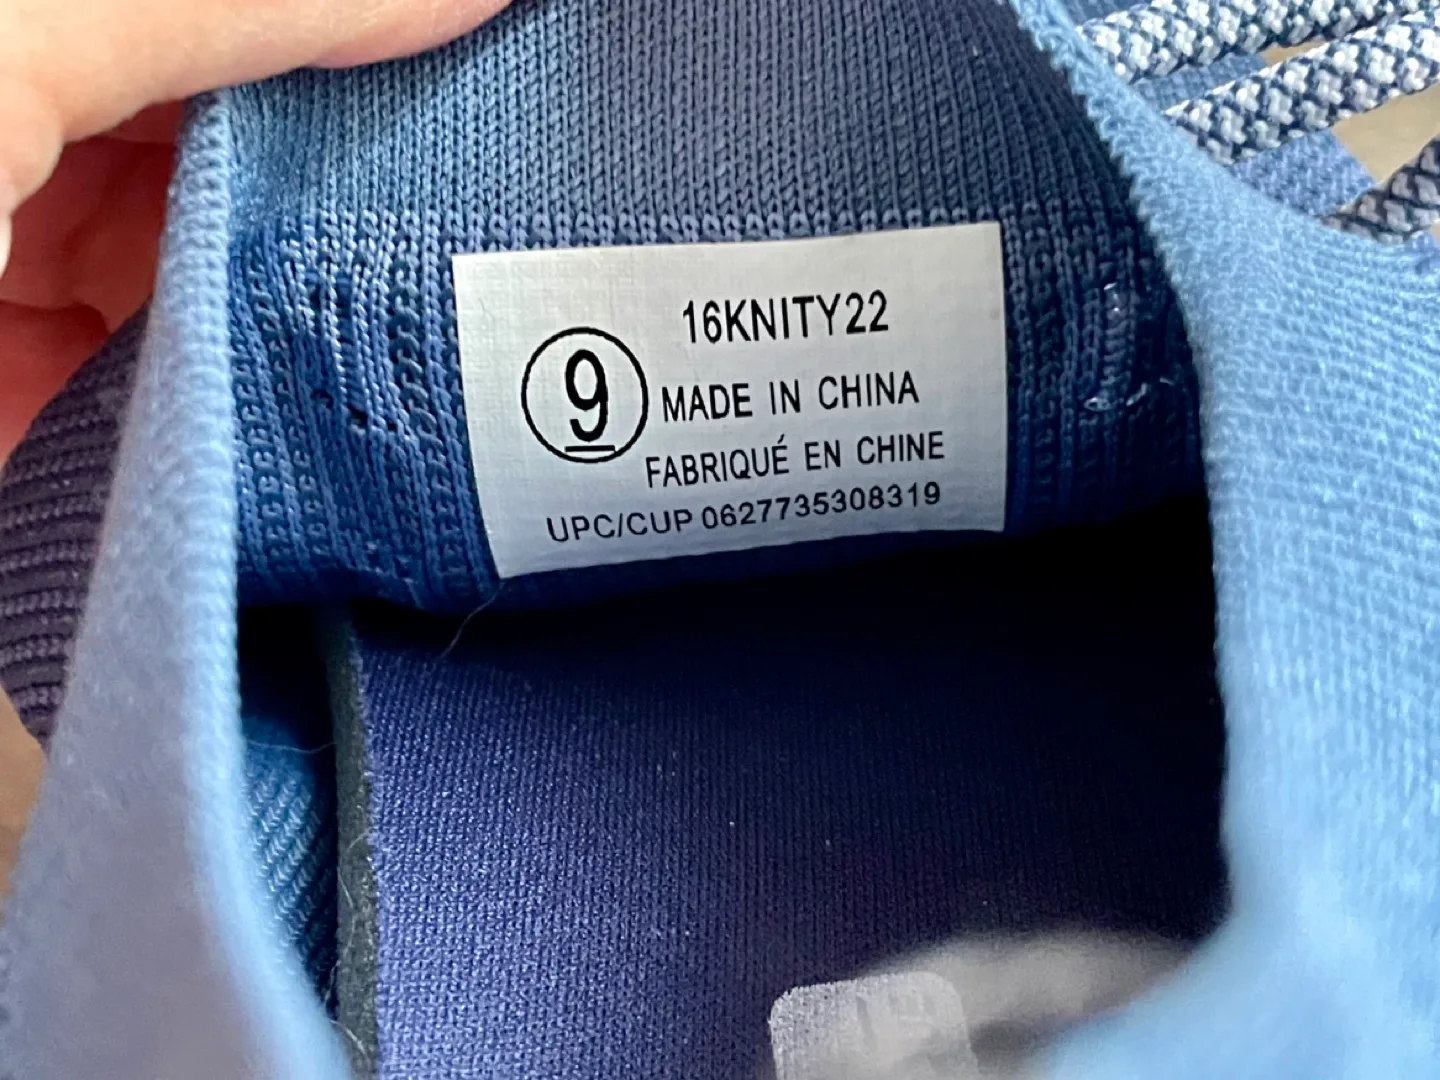 16KNITY22
9
MADE IN CHINA
FABRIQUÉ EN CHINE
UPC/CUP 0627735308319